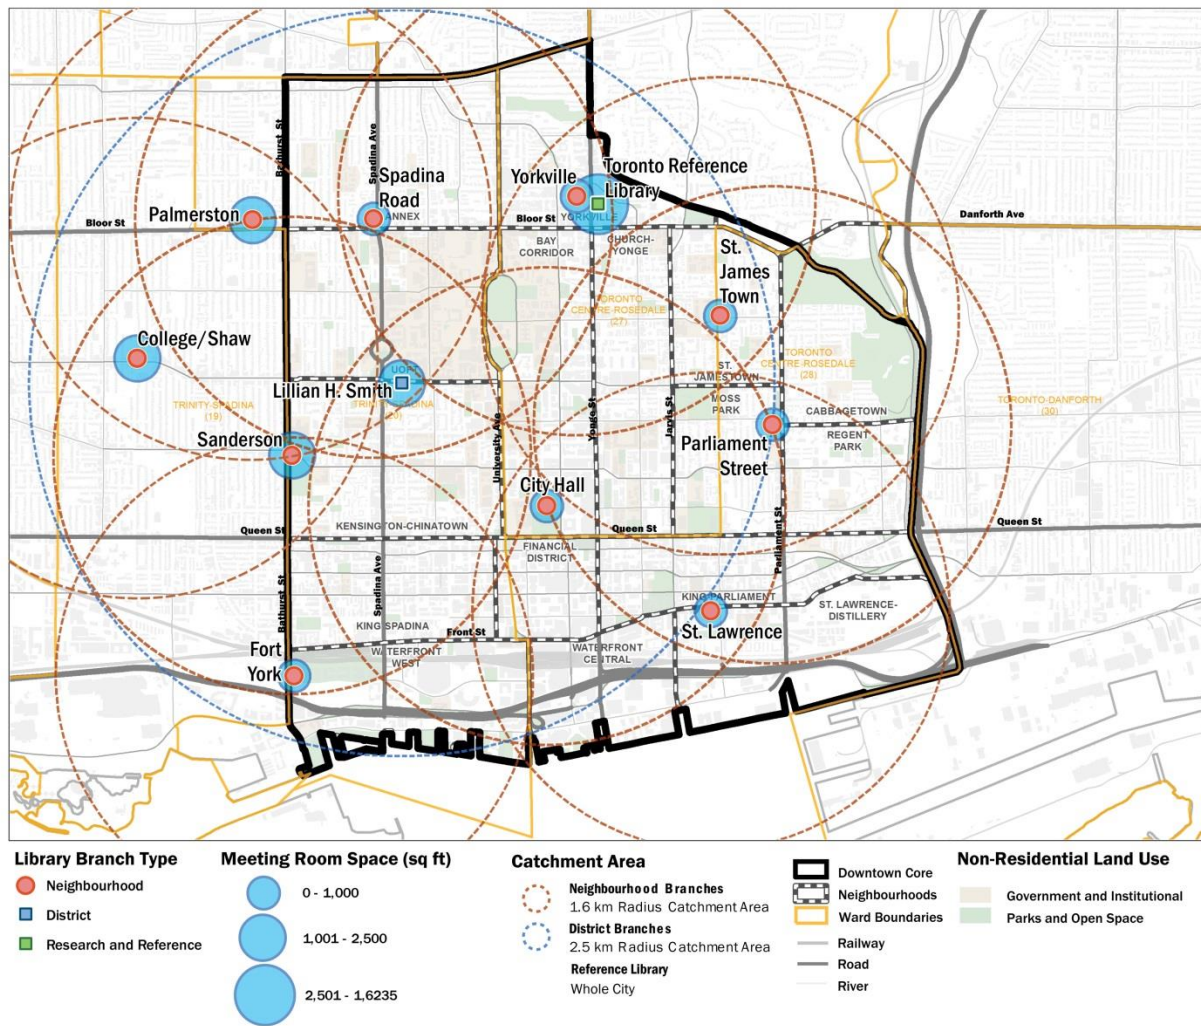 Bathurst St
Spadina Ave
Spadina
Road
ANNEX
Palmerston
Bloor St
Yorkville
Toronto Reference
Library
YORKVILLE
Bloor St
BAY
CORRIDOR
CHURCH-
YONGE
Danforth Ave
St.
James
Town
TORONTO
CENTRE-ROSEDALE
(27)
College/Shaw
UOFT
Lillian H. Smith
TRINITY-SPADINA
(19)
TRINITY-SPADINA
(20)
ST.
JAMESTOWN
MOSS
PARK
TORONTO
CENTRE-ROSEDALE
(28)
CABBAGETOWN
REGENT
PARK
TORONTO-DANFORTH
(30)
Sanderson
University Ave
Yonge St
Jarvis St
Parliament
Street
City Hall
Queen St
KENSINGTON-CHINATOWN
Queen St
Queen St
FINANCIAL
DISTRICT
Parliament St
Bathurst St
Spadina Ave
KING PARLIAMENT
ST. LAWRENCE-
DISTILLERY
St. Lawrence
KING SPADINA
Front St
WATERFRONT
WEST
WATERFRONT
CENTRAL
Fort
York
Library Branch Type
Neighbourhood
District
Research and Reference
Meeting Room Space (sq ft)
0 - 1,000
1,001 - 2,500
2,501 - 1,6235
Catchment Area
Neighbourhood Branches
1.6 km Radius Catchment Area
District Branches
2.5 km Radius Catchment Area
Reference Library
Whole City
Downtown Core
Neighbourhoods
Ward Boundaries
Railway
Road
River
Non-Residential Land Use
Government and Institutional
Parks and Open Space